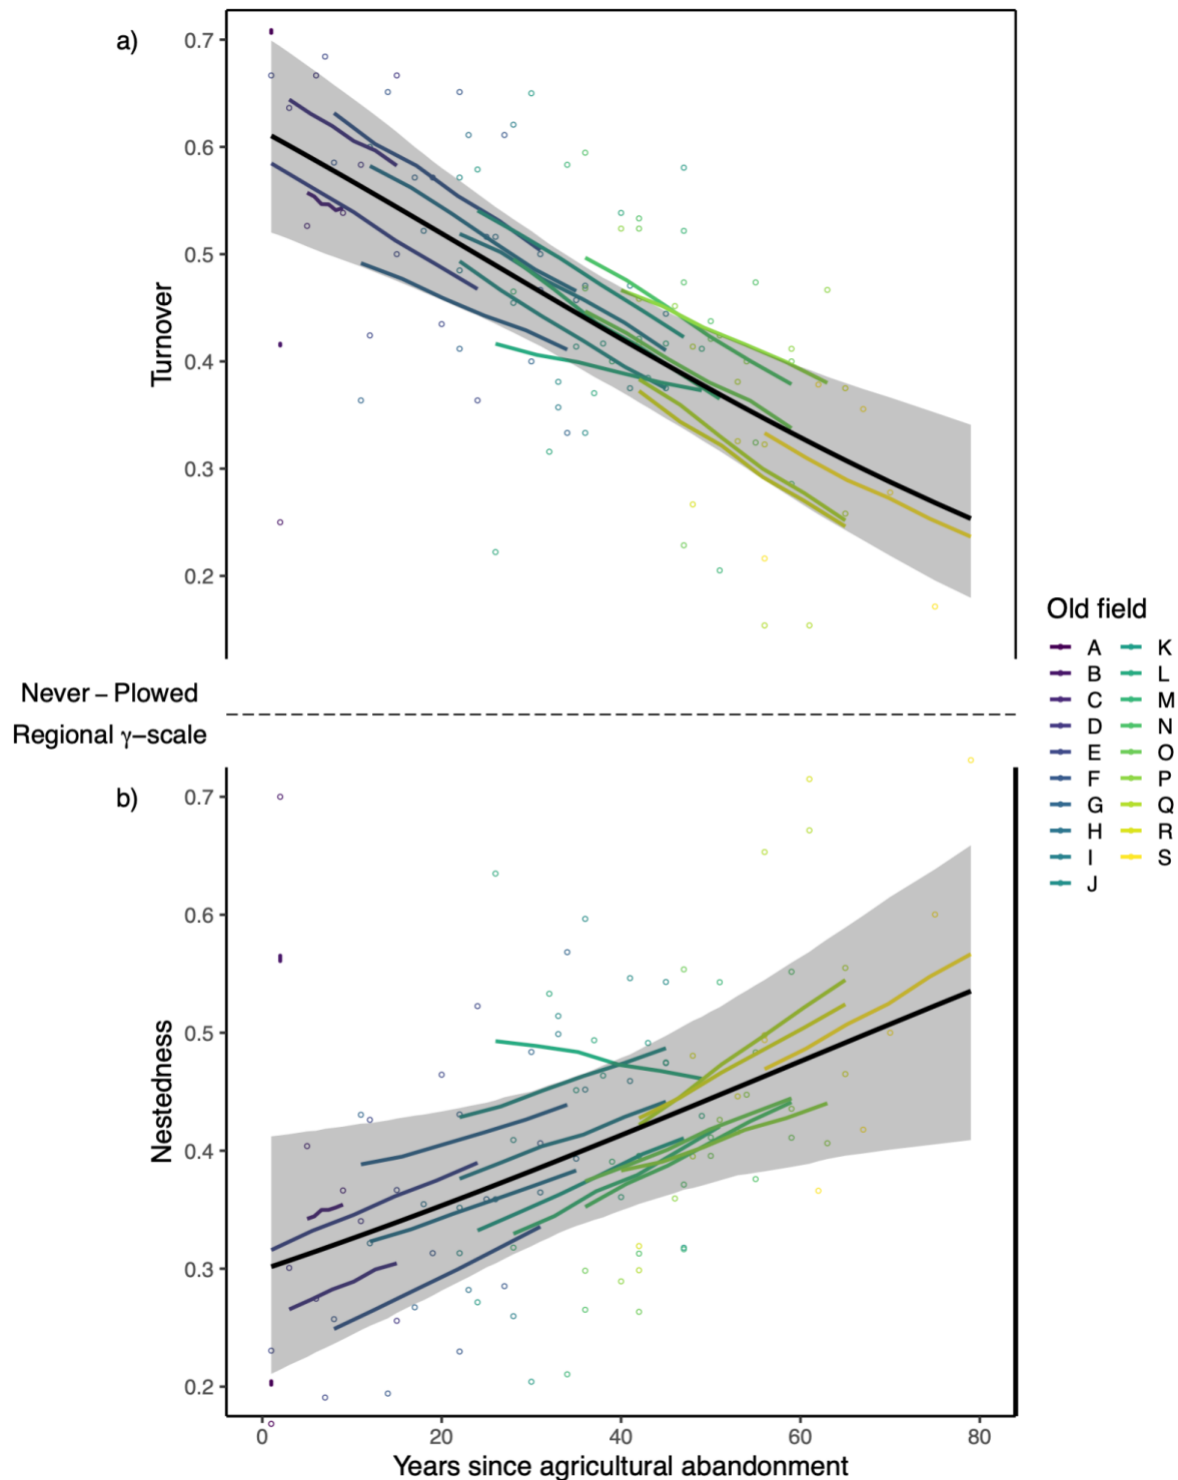 a)
0.7
0.6
0.5
0.4
0.3
0.2
Turnover
Never – Plowed
Regional γ–scale
b)
0.7
0.6
0.5
0.4
0.3
0.2
Nestedness
0 20 40 60 80
Years since agricultural abandonment
Old field
A K
B L
C M
D N
E O
F P
G Q
H R
I S
J